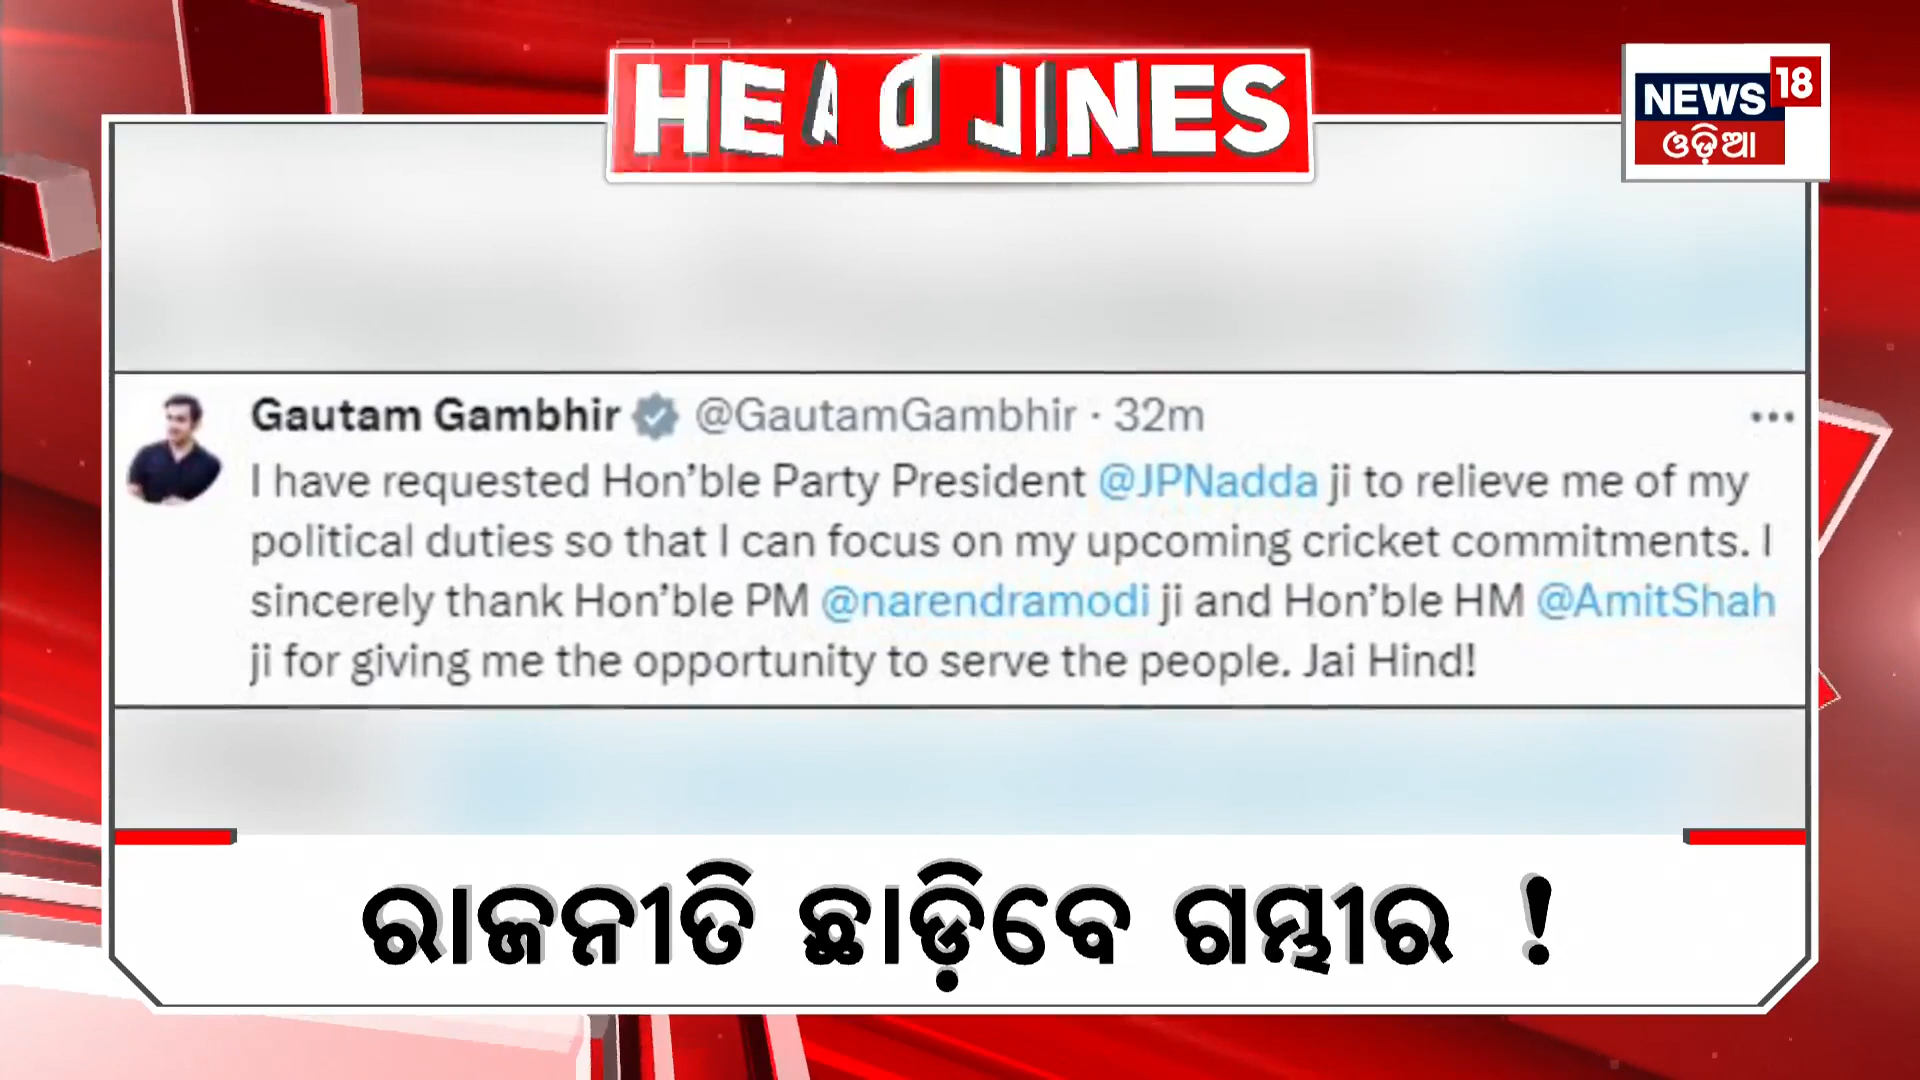 HEADLINES
NEWS 18
ଓଡ଼ିଆ
Gautam Gambhir @GautamGambhir · 32m
I have requested Hon’ble Party President @JPNadda ji to relieve me of my
political duties so that I can focus on my upcoming cricket commitments. I
sincerely thank Hon’ble PM @narendramodi ji and Hon’ble HM @AmitShah
ji for giving me the opportunity to serve the people. Jai Hind!
ରାଜନୀତି ଛାଡ଼ିବେ ଗମ୍ଭୀର !